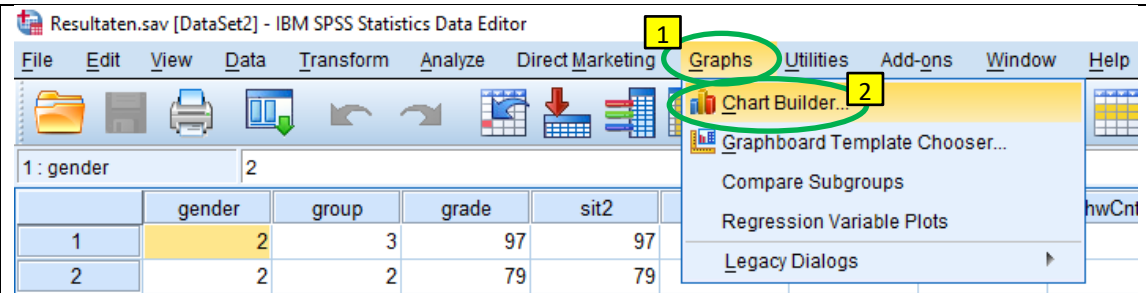 Resultaten.sav [DataSet2] - IBM SPSS Statistics Data Editor
1
File Edit View Data Transform Analyze Direct Marketing Graphs Utilities Add-ons Window Help
Chart Builder... 2
Graphboard Template Chooser...
1 : gender 2
Compare Subgroups
gender group grade sit2 hwCnt
Regression Variable Plots
1 2 3 97 97
Legacy Dialogs
2 2 2 79 79